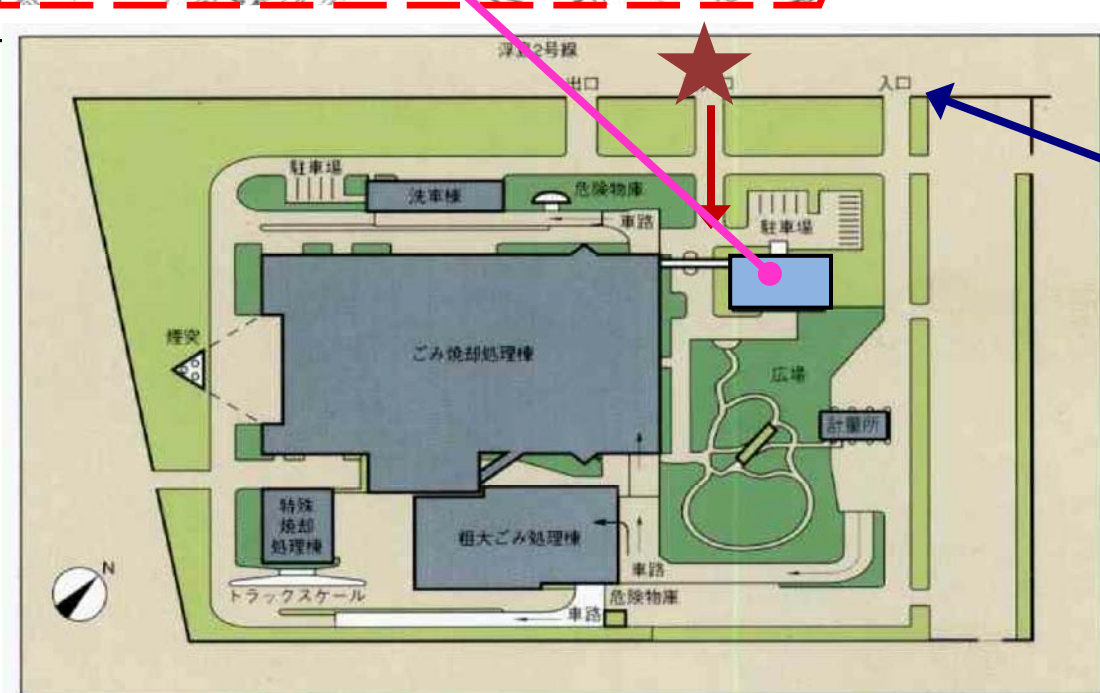 浮島2号線
出口
口
入口
駐車場
洗車棟
危険物庫
車路
駐車場
煙突
ごみ焼却処理棟
広場
計量所
特殊
焼却
処理棟
粗大ごみ処理棟
車路
N
トラックスケール
危険物庫
車路